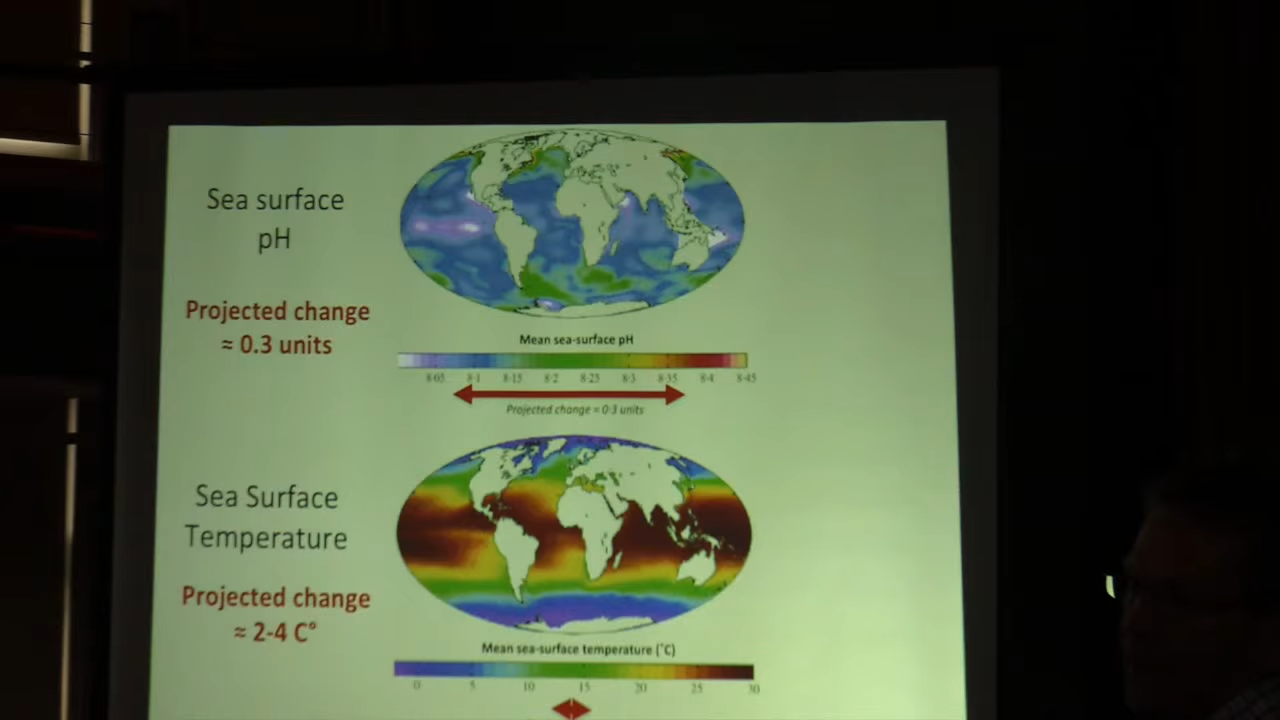 Sea surface
pH
Projected change
≈ 0.3 units
Mean sea-surface pH
8·05 8·1 8·15 8·2 8·25 8·3 8·35 8·4 8·45
Projected change ≈ 0·3 units
Sea Surface
Temperature
Projected change
≈ 2-4 C°
Mean sea-surface temperature (˚C)
0 5 10 15 20 25 30